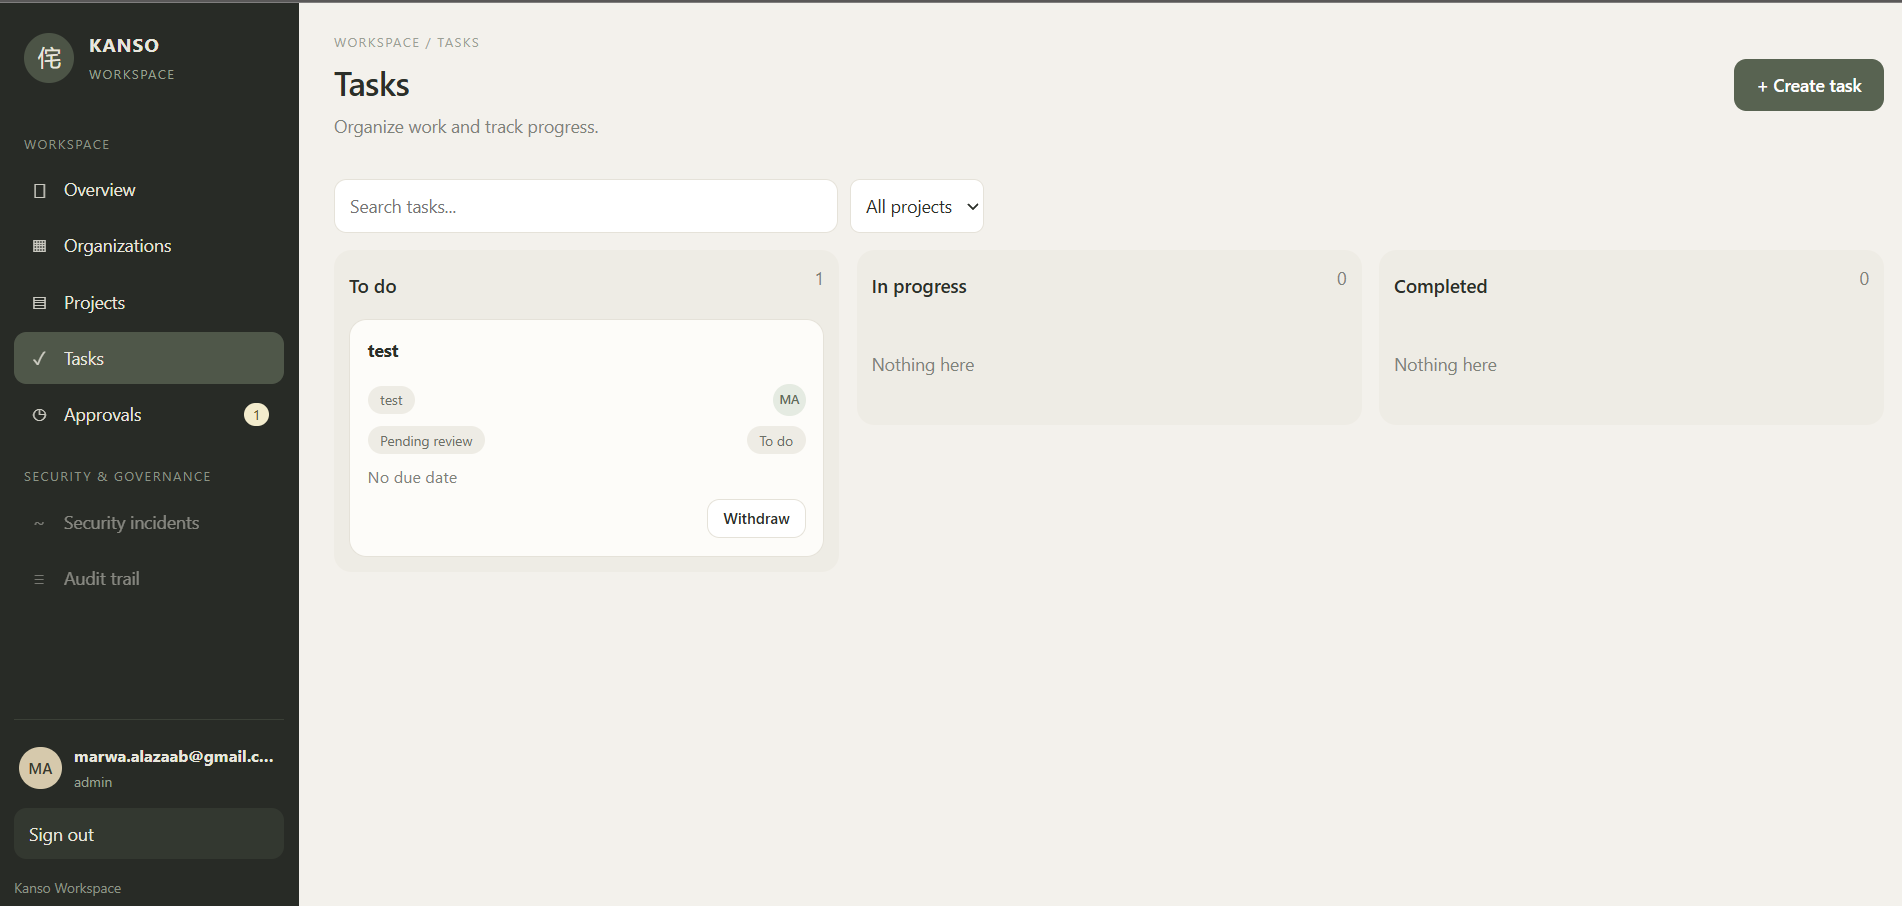 侘
KANSO
WORKSPACE
WORKSPACE
Overview
Organizations
Projects
Tasks
Approvals 1
SECURITY & GOVERNANCE
Security incidents
Audit trail
MA
marwa.alazaab@gmail.c...
admin
Sign out
Kanso Workspace
WORKSPACE / TASKS
Tasks
Organize work and track progress.
+ Create task
Search tasks...
All projects
To do 1
test
test MA
Pending review To do
No due date
Withdraw
In progress 0
Nothing here
Completed 0
Nothing here